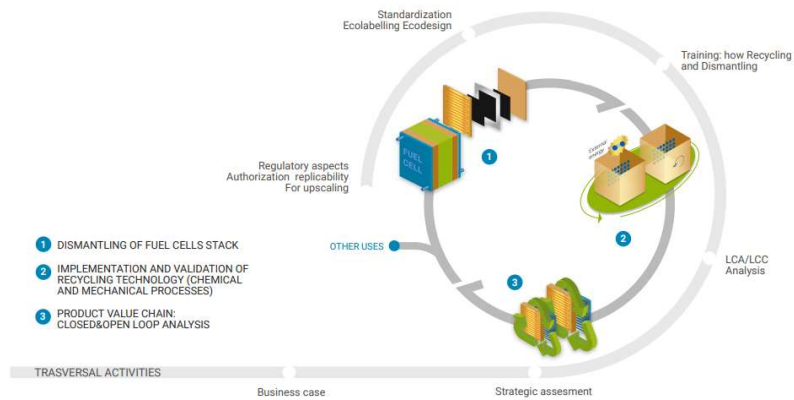 Standardization
Ecolabelling Ecodesign
Training: how Recycling
and Dismantling
FUEL
CELL
1
External
energy
Regulatory aspects
Authorization replicability
For upscaling
2
OTHER USES
1 DISMANTLING OF FUEL CELLS STACK
2 IMPLEMENTATION AND VALIDATION OF
RECYCLING TECHNOLOGY (CHEMICAL
AND MECHANICAL PROCESSES)
3 PRODUCT VALUE CHAIN:
CLOSED&OPEN LOOP ANALYSIS
LCA/LCC
Analysis
3
TRASVERSAL ACTIVITIES
Business case
Strategic assesment